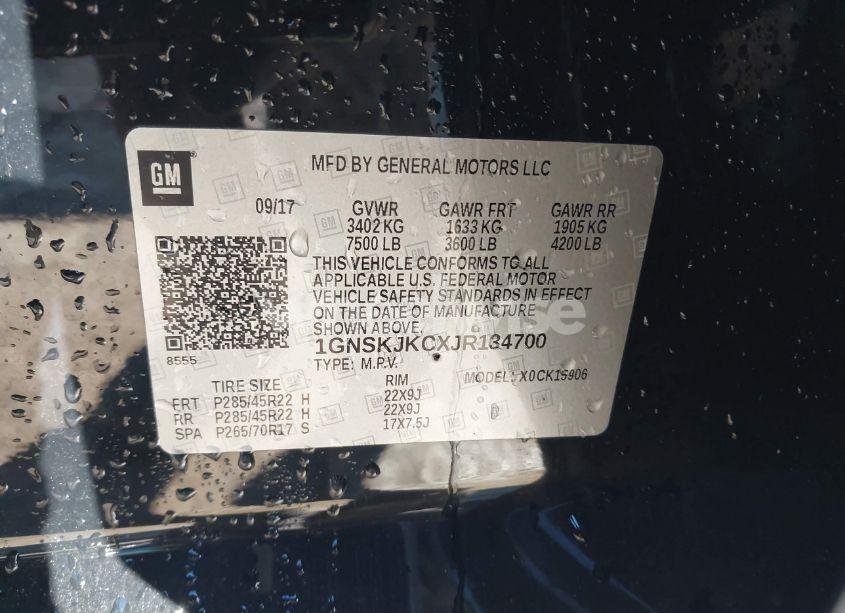 GM
MFD BY GENERAL MOTORS LLC
09/17 GVWR GAWR FRT GAWR RR
3402 KG 1633 KG 1905 KG
7500 LB 3600 LB 4200 LB
THIS VEHICLE CONFORMS TO ALL
APPLICABLE U.S. FEDERAL MOTOR
VEHICLE SAFETY STANDARDS IN EFFECT
ON THE DATE OF MANUFACTURE
SHOWN ABOVE.
1GNSKJKCXJR134700
8555
TYPE: M.P.V. MODEL: X0CK15906
TIRE SIZE RIM
FRT P285/45R22 H 22X9J
RR P285/45R22 H 22X9J
SPA P265/70R17 S 17X7.5J